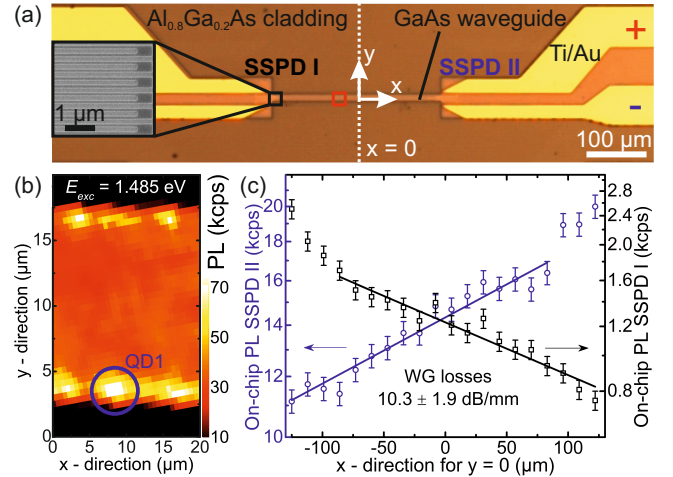 (a)
Al0.8Ga0.2As cladding
GaAs waveguide
SSPD I
y
x
SSPD II
Ti/Au
+
-
1 µm
x = 0
100 µm
(b)
Eexc = 1.485 eV
PL (kcps)
15
10
5
0
y - direction (µm)
QD1
0
10
20
x - direction (µm)
70
50
30
10
(c)
20
18
16
14
12
10
On-chip PL SSPD II (kcps)
2.8
2.4
2.0
1.6
1.2
0.8
On-chip PL SSPD I (kcps)
WG losses
10.3 ± 1.9 dB/mm
-100
-50
0
50
100
x - direction for y = 0 (µm)